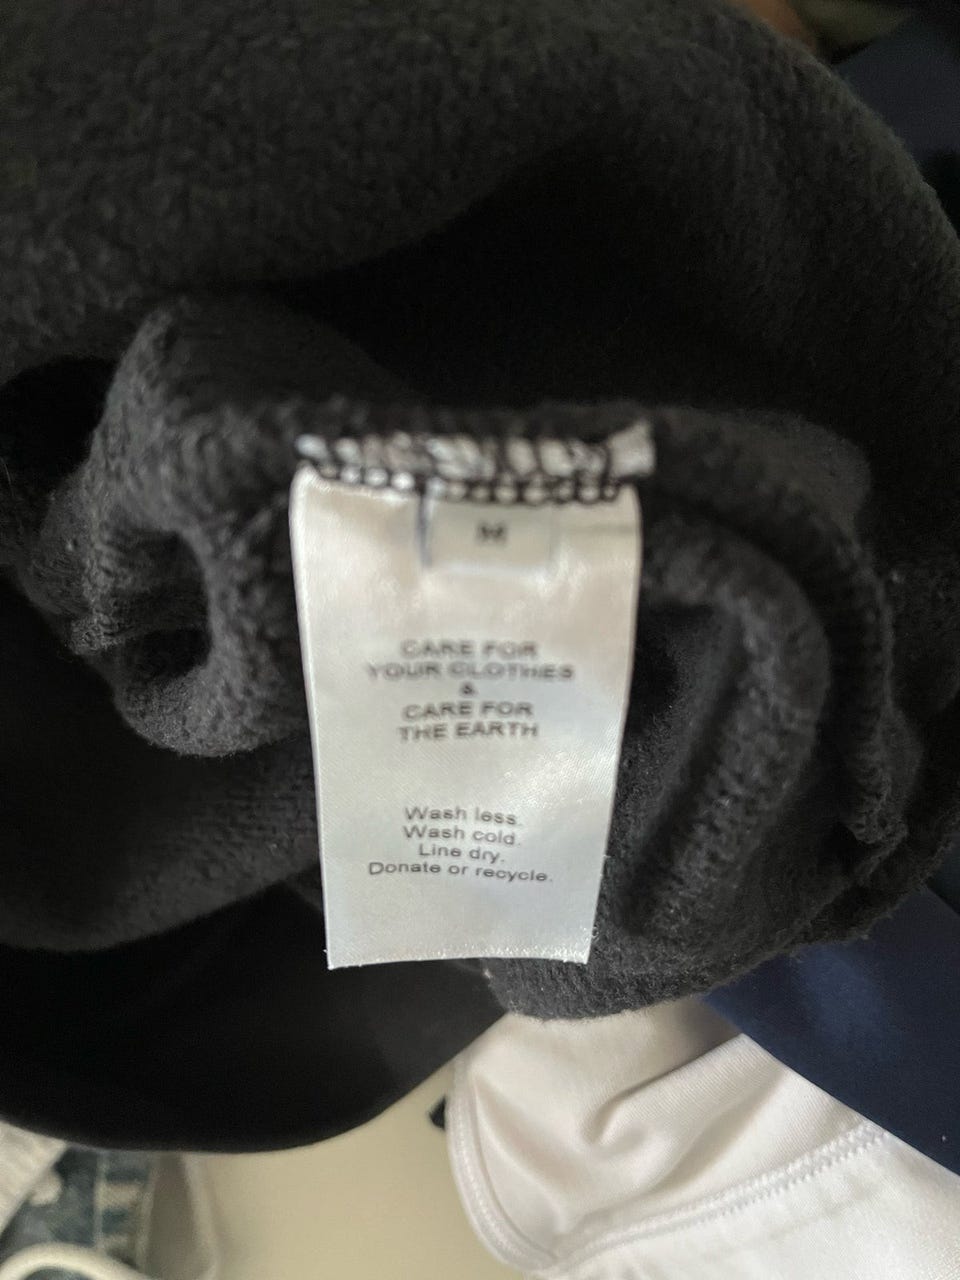 M
CARE FOR
YOUR CLOTHES
&
CARE FOR
THE EARTH
Wash less.
Wash cold.
Line dry.
Donate or recycle.